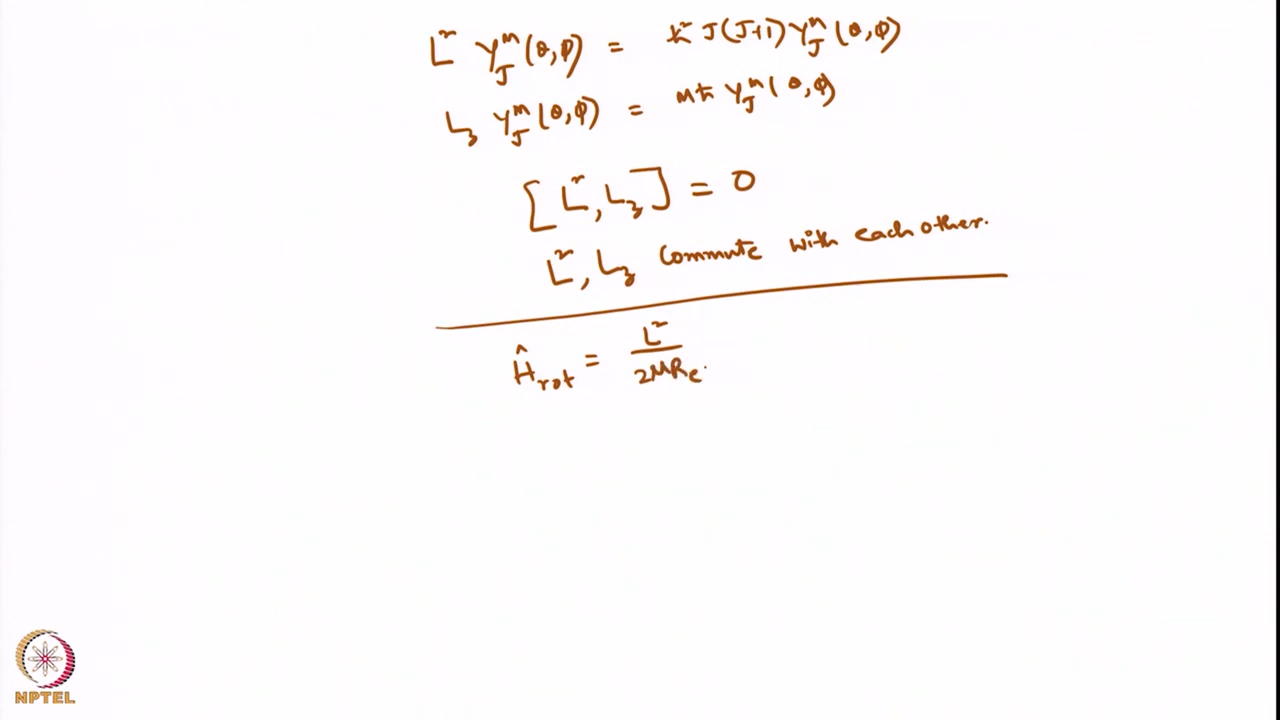 L² Y_J^m(θ,φ) = ħ² J(J+1) Y_J^m(θ,φ)
L_z Y_J^m(θ,φ) = mħ Y_J^m(θ,φ)
[L², L_z] = 0
L², L_z commute with each other.
Ĥ_rot = L² / 2μR_e
NPTEL